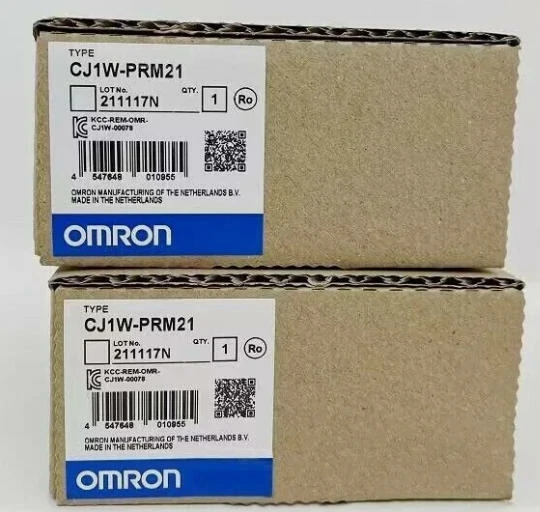 TYPE
CJ1W-PRM21
LOT No. QTY.
211117N 1 Ro
KCC-REM-OMR-
CJ1W-00078
4 547648 010955
OMRON MANUFACTURING OF THE NETHERLANDS B.V.
MADE IN THE NETHERLANDS
OMRON
TYPE
CJ1W-PRM21
LOT No. QTY.
211117N 1 Ro
KCC-REM-OMR-
CJ1W-00078
4 547648 010955
OMRON MANUFACTURING OF THE NETHERLANDS B.V.
MADE IN THE NETHERLANDS
OMRON